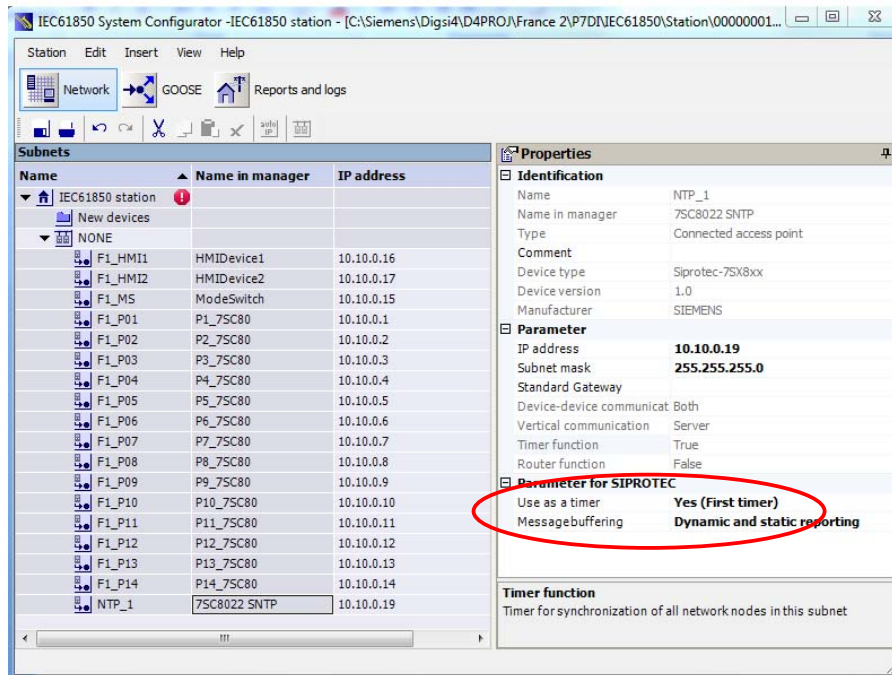 IEC61850 System Configurator -IEC61850 station - [C:\Siemens\Digsi4\D4PROJ\France 2\P7DI\IEC61850\Station\00000001...
Station Edit Insert View Help
Network GOOSE Reports and logs
auto IP
Subnets
Name Name in manager IP address
IEC61850 station
New devices
NONE
F1_HMI1 HMIDevice1 10.10.0.16
F1_HMI2 HMIDevice2 10.10.0.17
F1_MS ModeSwitch 10.10.0.15
F1_P01 P1_7SC80 10.10.0.1
F1_P02 P2_7SC80 10.10.0.2
F1_P03 P3_7SC80 10.10.0.3
F1_P04 P4_7SC80 10.10.0.4
F1_P05 P5_7SC80 10.10.0.5
F1_P06 P6_7SC80 10.10.0.6
F1_P07 P7_7SC80 10.10.0.7
F1_P08 P8_7SC80 10.10.0.8
F1_P09 P9_7SC80 10.10.0.9
F1_P10 P10_7SC80 10.10.0.10
F1_P11 P11_7SC80 10.10.0.11
F1_P12 P12_7SC80 10.10.0.12
F1_P13 P13_7SC80 10.10.0.13
F1_P14 P14_7SC80 10.10.0.14
NTP_1 7SC8022 SNTP 10.10.0.19
Properties
Identification
Name NTP_1
Name in manager 7SC8022 SNTP
Type Connected access point
Comment
Device type Siprotec-7SX8xx
Device version 1.0
Manufacturer SIEMENS
Parameter
IP address 10.10.0.19
Subnet mask 255.255.255.0
Standard Gateway
Device-device communicat Both
Vertical communication Server
Timer function True
Router function False
Parameter for SIPROTEC
Use as a timer Yes (First timer)
Messagebuffering Dynamic and static reporting
Timer function
Timer for synchronization of all network nodes in this subnet